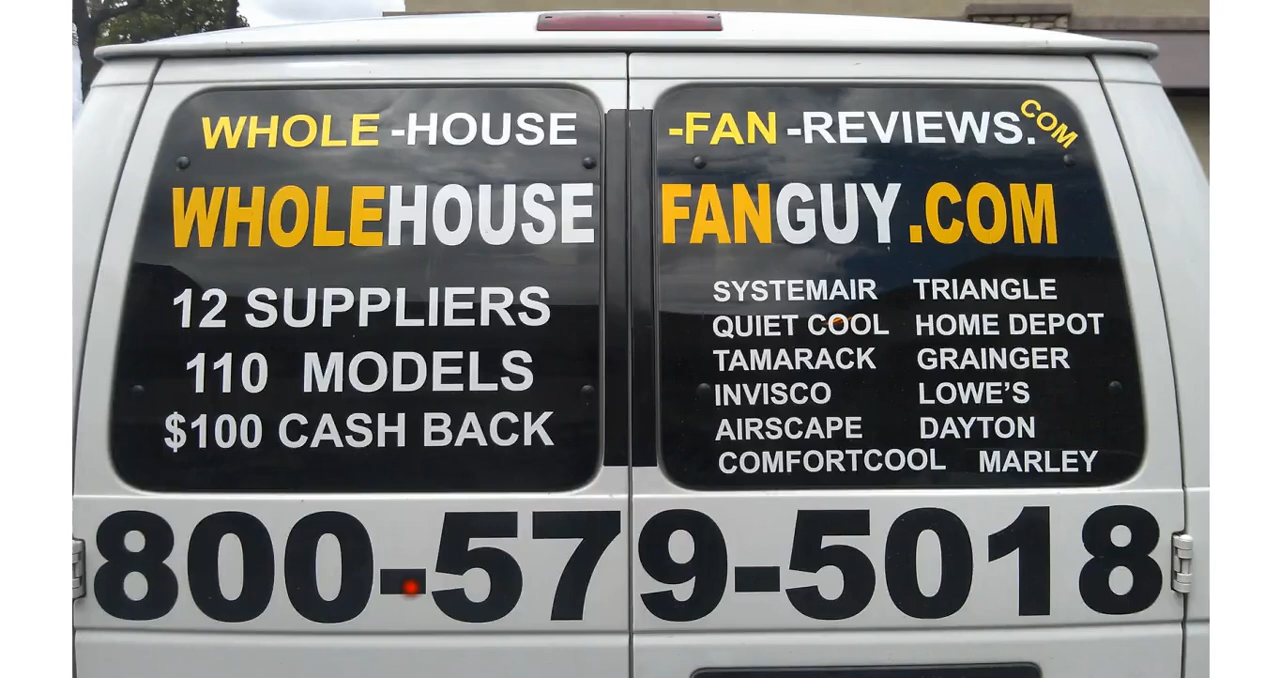 WHOLE-HOUSE-FAN-REVIEWS.COM
WHOLEHOUSE FANGUY.COM
12 SUPPLIERS
110 MODELS
$100 CASH BACK
SYSTEMAIR TRIANGLE
QUIET COOL HOME DEPOT
TAMARACK GRAINGER
INVISCO LOWE'S
AIRSCAPE DAYTON
COMFORTCOOL MARLEY
800-579-5018